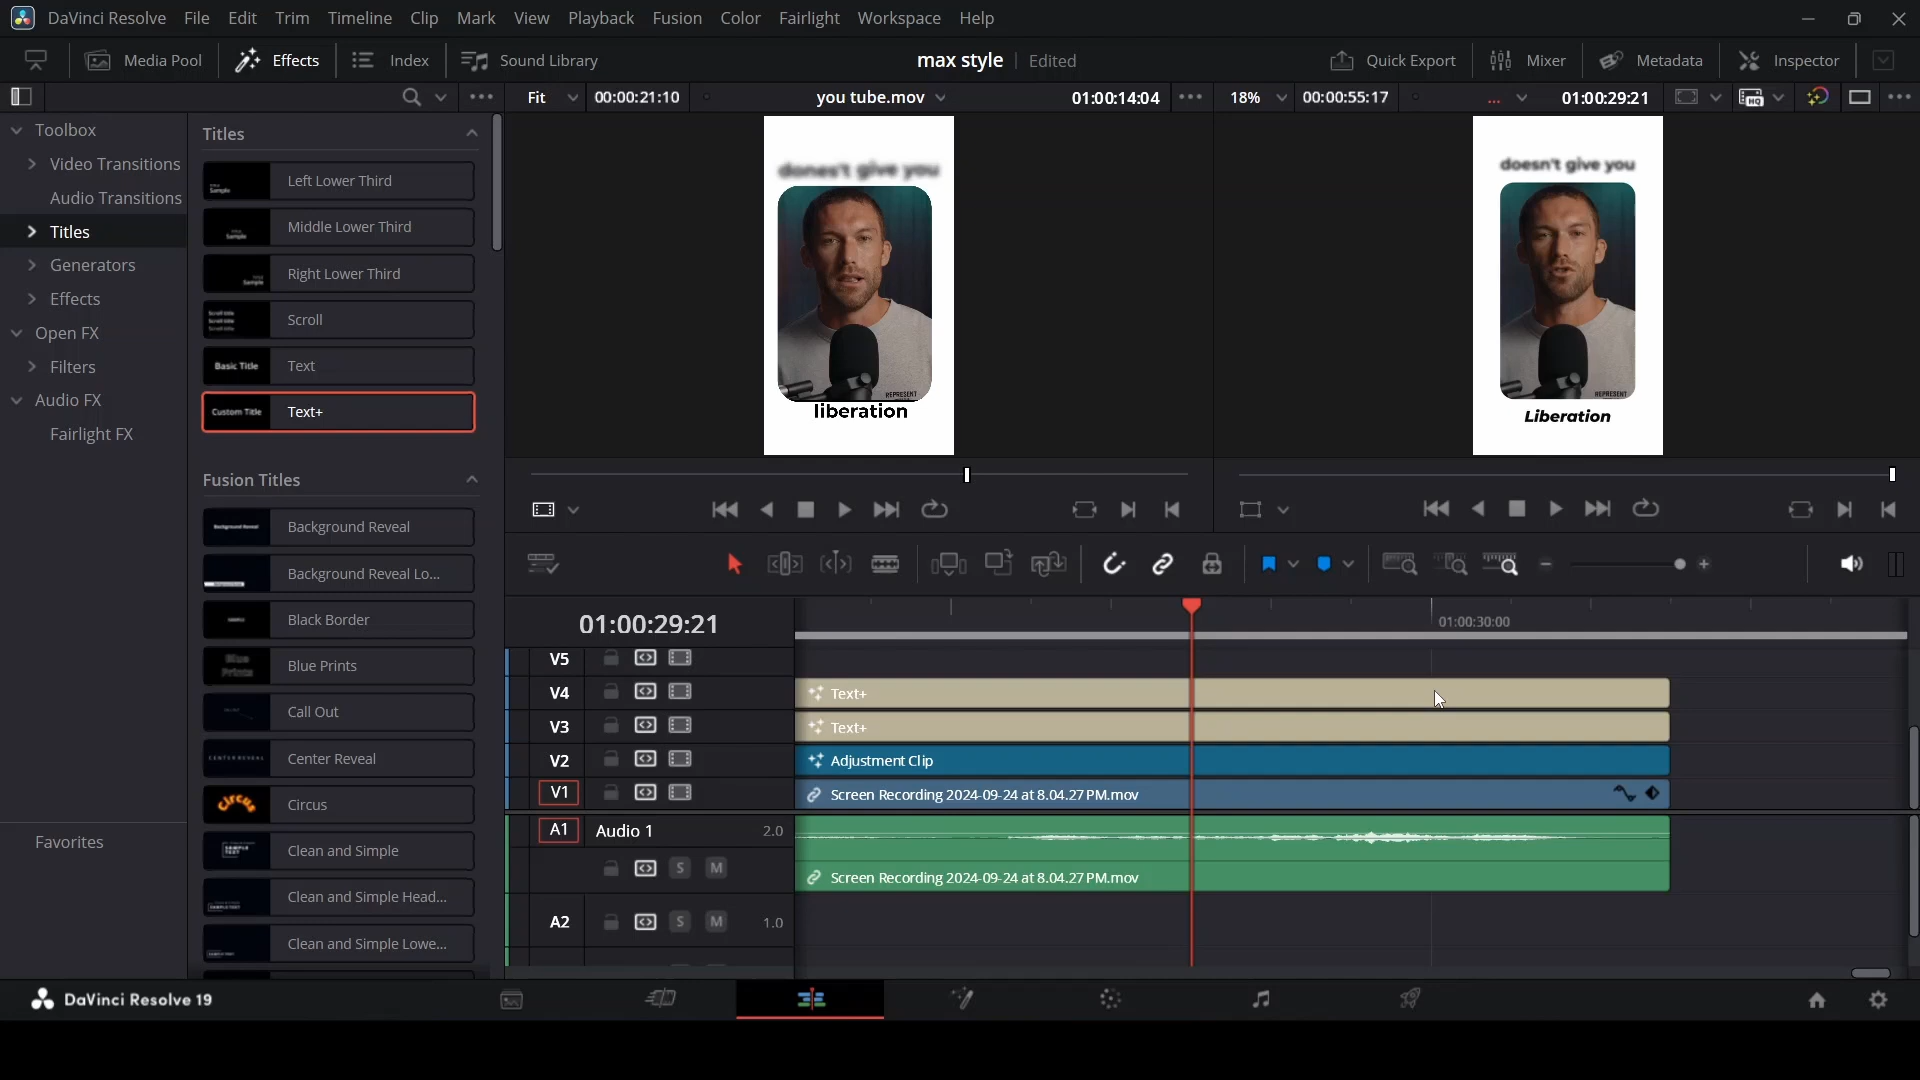 DaVinci Resolve File Edit Trim Timeline Clip Mark View Playback Fusion Color Fairlight Workspace Help
Media Pool Effects Index Sound Library max style Edited Quick Export Mixer Metadata Inspector
Fit 00:00:21:10 you tube.mov 01:00:14:04 18% 00:00:55:17 ... 01:00:29:21
Toolbox
Video Transitions
Audio Transitions
Titles
Generators
Effects
Open FX
Filters
Audio FX
Fairlight FX
Favorites
Titles
Left Lower Third
Middle Lower Third
Right Lower Third
Scroll
Basic Title Text
Custom Title Text+
Fusion Titles
Background Reveal
Background Reveal Lo...
Black Border
Blue Prints Blue Prints
Call Out
Center Reveal
Circus Circus
Clean and Simple
Clean and Simple Head...
Clean and Simple Lowe...
dones't give you
REPRESENT
liberation
doesn't give you
REPRESENT
Liberation
01:00:29:21
01:00:30:00
V5
V4 Text+
V3 Text+
V2 Adjustment Clip
V1 Screen Recording 2024-09-24 at 8.04.27 PM.mov
A1 Audio 1 2.0
S M Screen Recording 2024-09-24 at 8.04.27 PM.mov
A2 S M 1.0
DaVinci Resolve 19